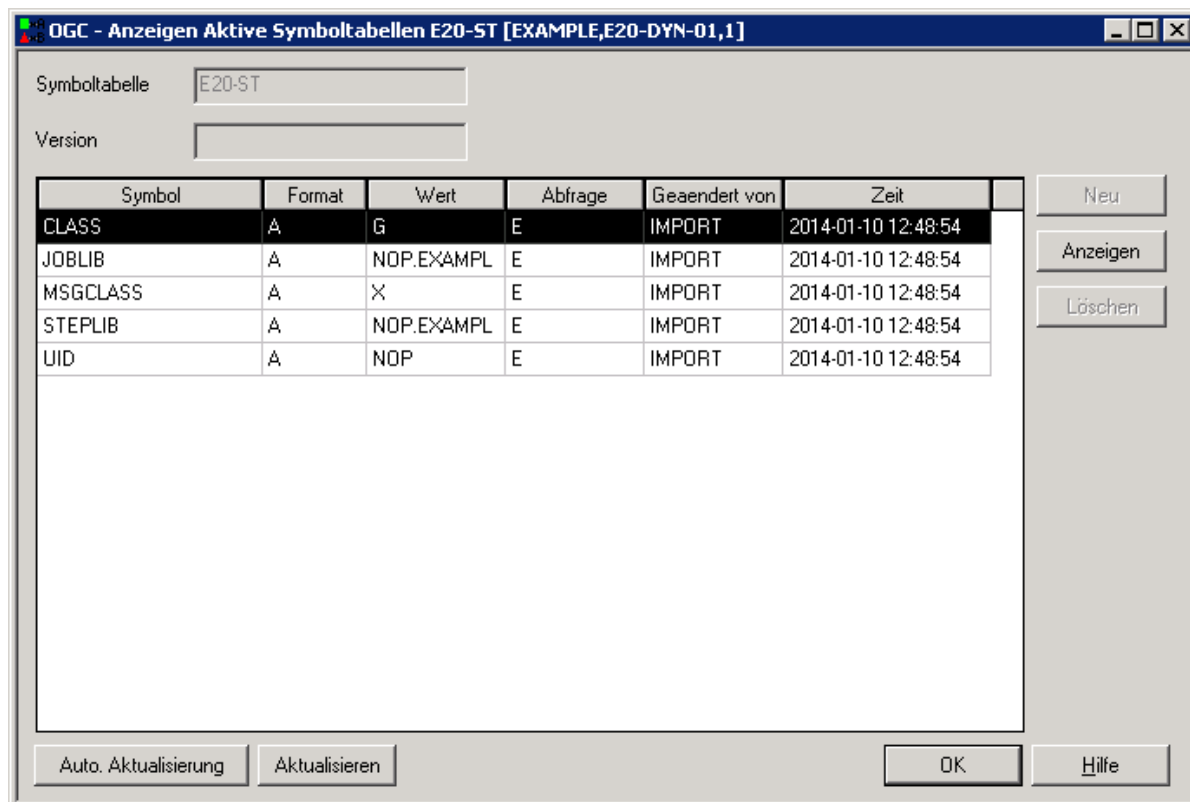 OGC - Anzeigen Aktive Symboltabellen E20-ST [EXAMPLE,E20-DYN-01,1]
Symboltabelle E20-ST
Version
Symbol Format Wert Abfrage Geaendert von Zeit
CLASS A G E IMPORT 2014-01-10 12:48:54
JOBLIB A NOP.EXAMPL E IMPORT 2014-01-10 12:48:54
MSGCLASS A X E IMPORT 2014-01-10 12:48:54
STEPLIB A NOP.EXAMPL E IMPORT 2014-01-10 12:48:54
UID A NOP E IMPORT 2014-01-10 12:48:54
Neu
Anzeigen
Löschen
Auto. Aktualisierung Aktualisieren OK Hilfe